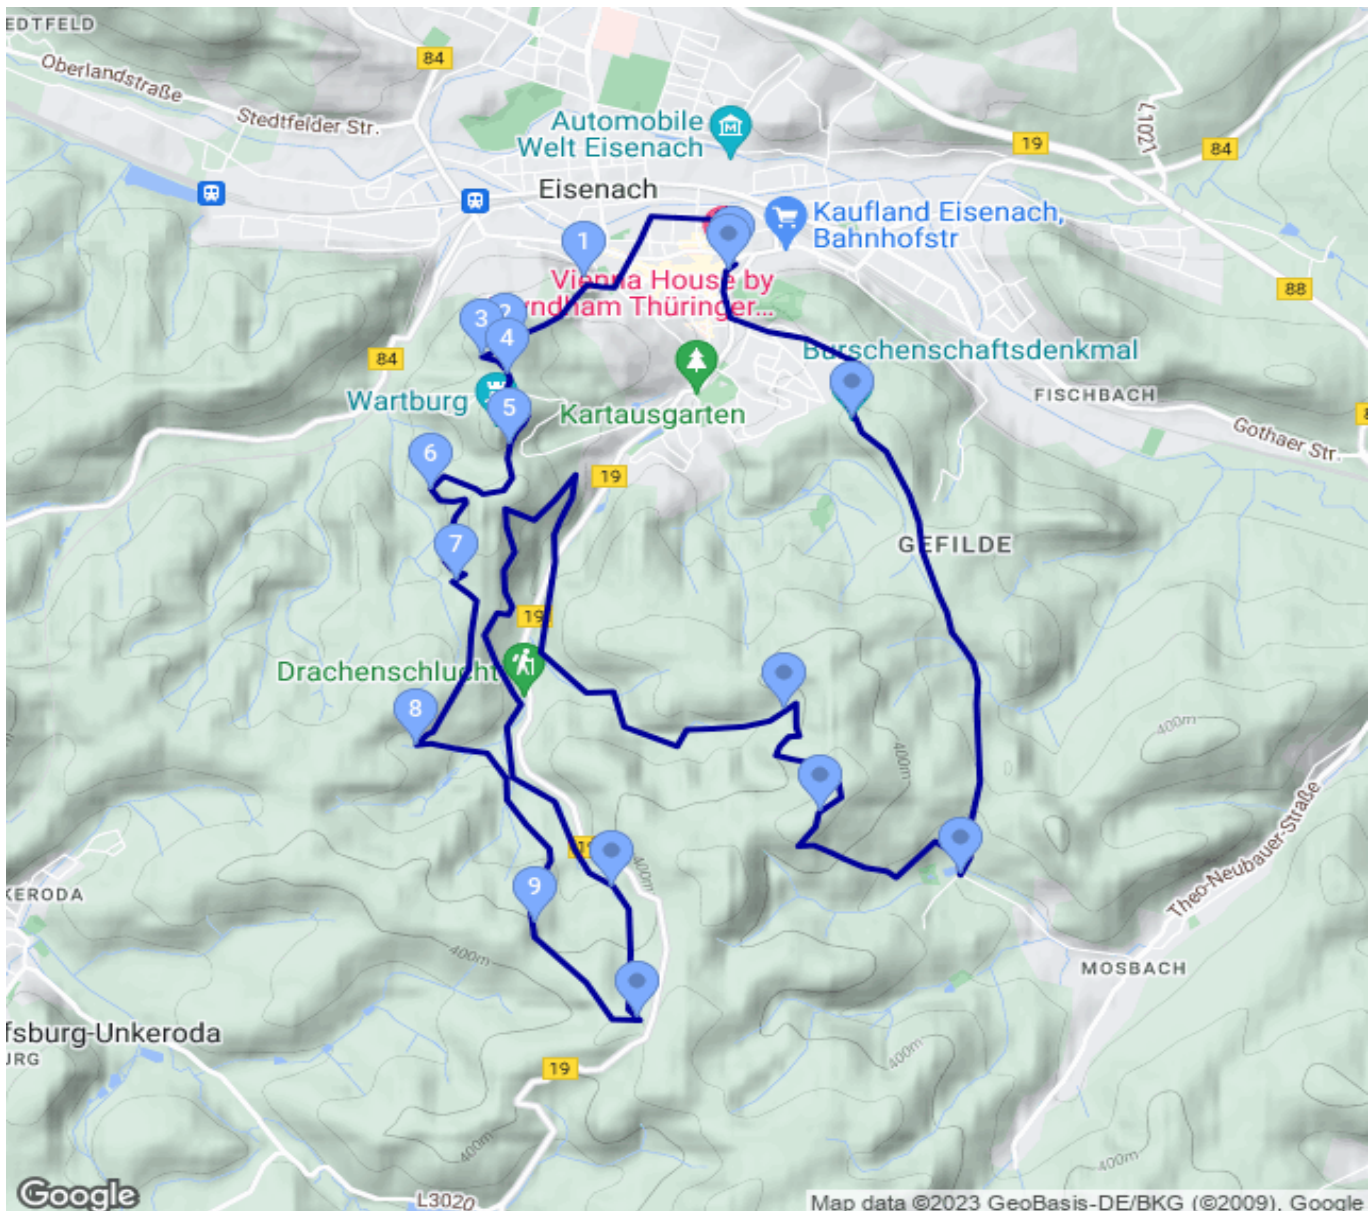 EDTFELD
Oberlandstraße
84
Stedtfelder Str.
Automobile
Welt Eisenach
19
84
L1021
Eisenach
Kaufland Eisenach,
Bahnhofstr
1
Vienna House by
yndham Thüringer...
88
3
2
4
84
Burschenschaftsdenkmal
Wartburg
5
Kartausgarten
FISCHBACH
Gothaer Str.
6
19
7
GEFILDE
19
Drachenschlucht
8
400m
400m
Theo-Neubauer-Straße
400m
9
KERODA
400m
MOSBACH
fsburg-Unkeroda
URG
19
400m
400m
400m
L3020
Google
Map data ©2023 GeoBasis-DE/BKG (©2009), Google